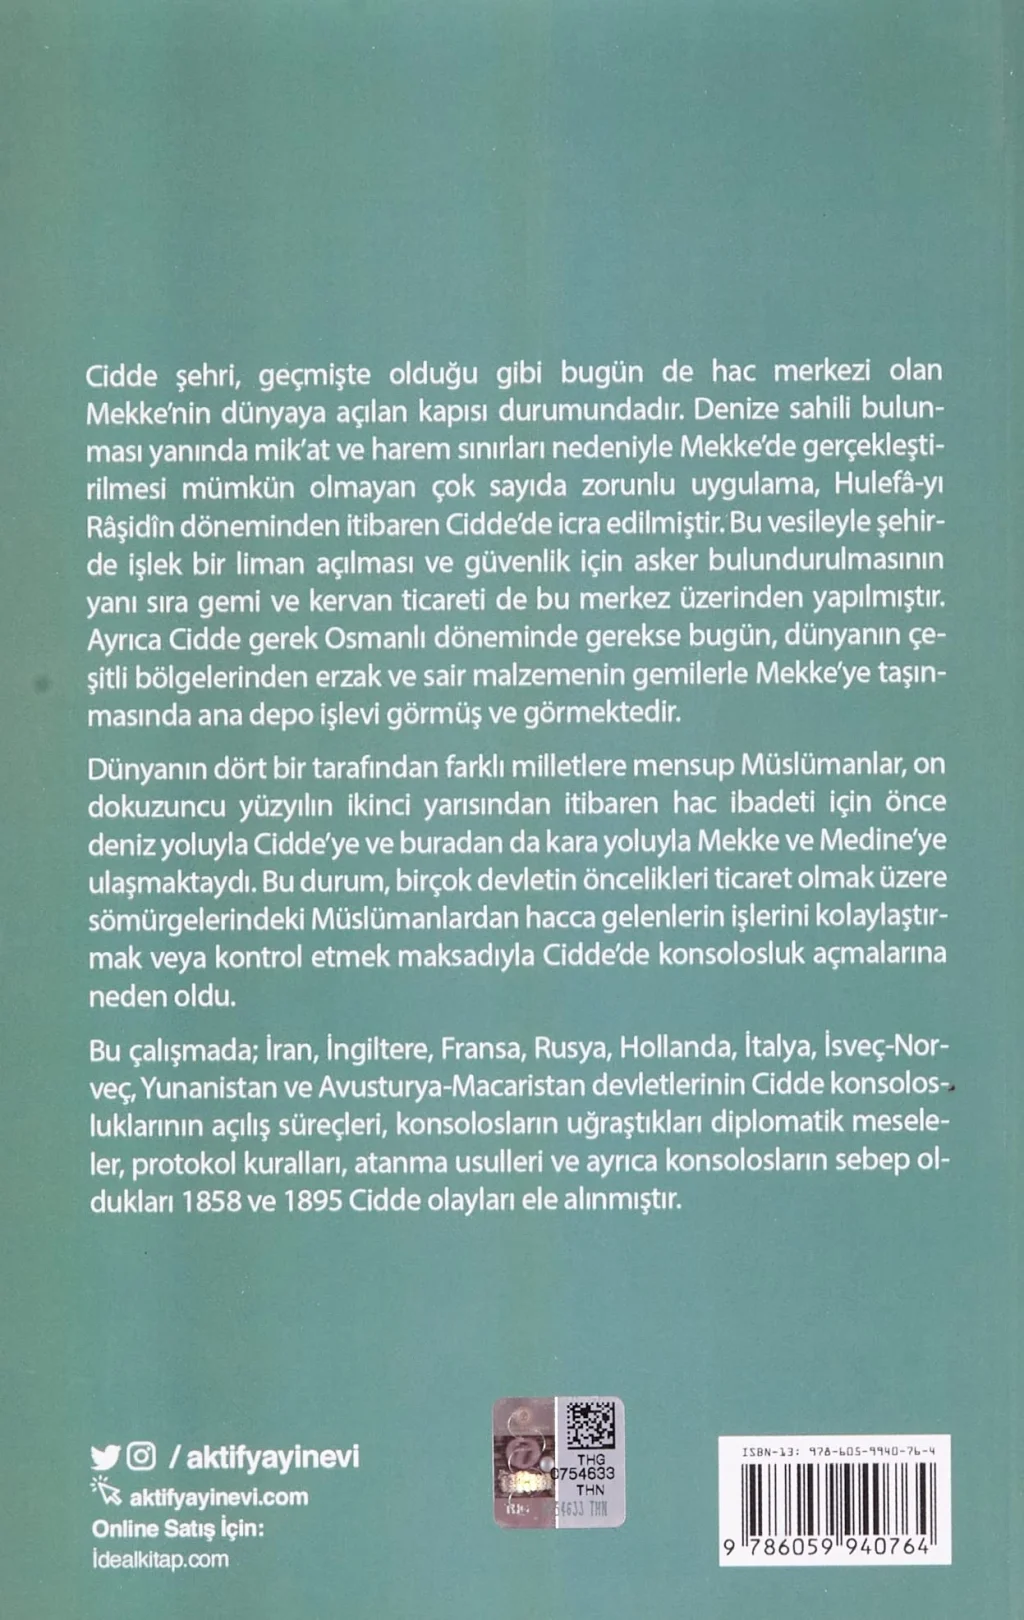 Cidde şehri, geçmişte olduğu gibi bugün de hac merkezi olan
Mekke'nin dünyaya açılan kapısı durumundadır. Denize sahili bulun-
ması yanında mik'at ve harem sınırları nedeniyle Mekke'de gerçekleşti-
rilmesi mümkün olmayan çok sayıda zorunlu uygulama, Hulefâ-yı
Râşidîn döneminden itibaren Cidde'de icra edilmiştir. Bu vesileyle şehir-
de işlek bir liman açılması ve güvenlik için asker bulundurulmasının
yanı sıra gemi ve kervan ticareti de bu merkez üzerinden yapılmıştır.
Ayrıca Cidde gerek Osmanlı döneminde gerekse bugün, dünyanın çe-
şitli bölgelerinden erzak ve sair malzemenin gemilerle Mekke'ye taşın-
masında ana depo işlevi görmüş ve görmektedir.
Dünyanın dört bir tarafından farklı milletlere mensup Müslümanlar, on
dokuzuncu yüzyılın ikinci yarısından itibaren hac ibadeti için önce
deniz yoluyla Cidde'ye ve buradan da kara yoluyla Mekke ve Medine'ye
ulaşmaktaydı. Bu durum, birçok devletin öncelikleri ticaret olmak üzere
sömürgelerindeki Müslümanlardan hacca gelenlerin işlerini kolaylaştır-
mak veya kontrol etmek maksadıyla Cidde'de konsolosluk açmalarına
neden oldu.
Bu çalışmada; İran, İngiltere, Fransa, Rusya, Hollanda, İtalya, İsveç-Nor-
veç, Yunanistan ve Avusturya-Macaristan devletlerinin Cidde konsolos-
luklarının açılış süreçleri, konsolosların uğraştıkları diplomatik mesele-
ler, protokol kuralları, atanma usulleri ve ayrıca konsolosların sebep ol-
dukları 1858 ve 1895 Cidde olayları ele alınmıştır.
/ aktifyayinevi
aktifyayinevi.com
Online Satış İçin:
idealkitap.com
THG
0754633
THN
54633 THN
ISBN-13: 978-605-9940-76-4
9 786059 940764